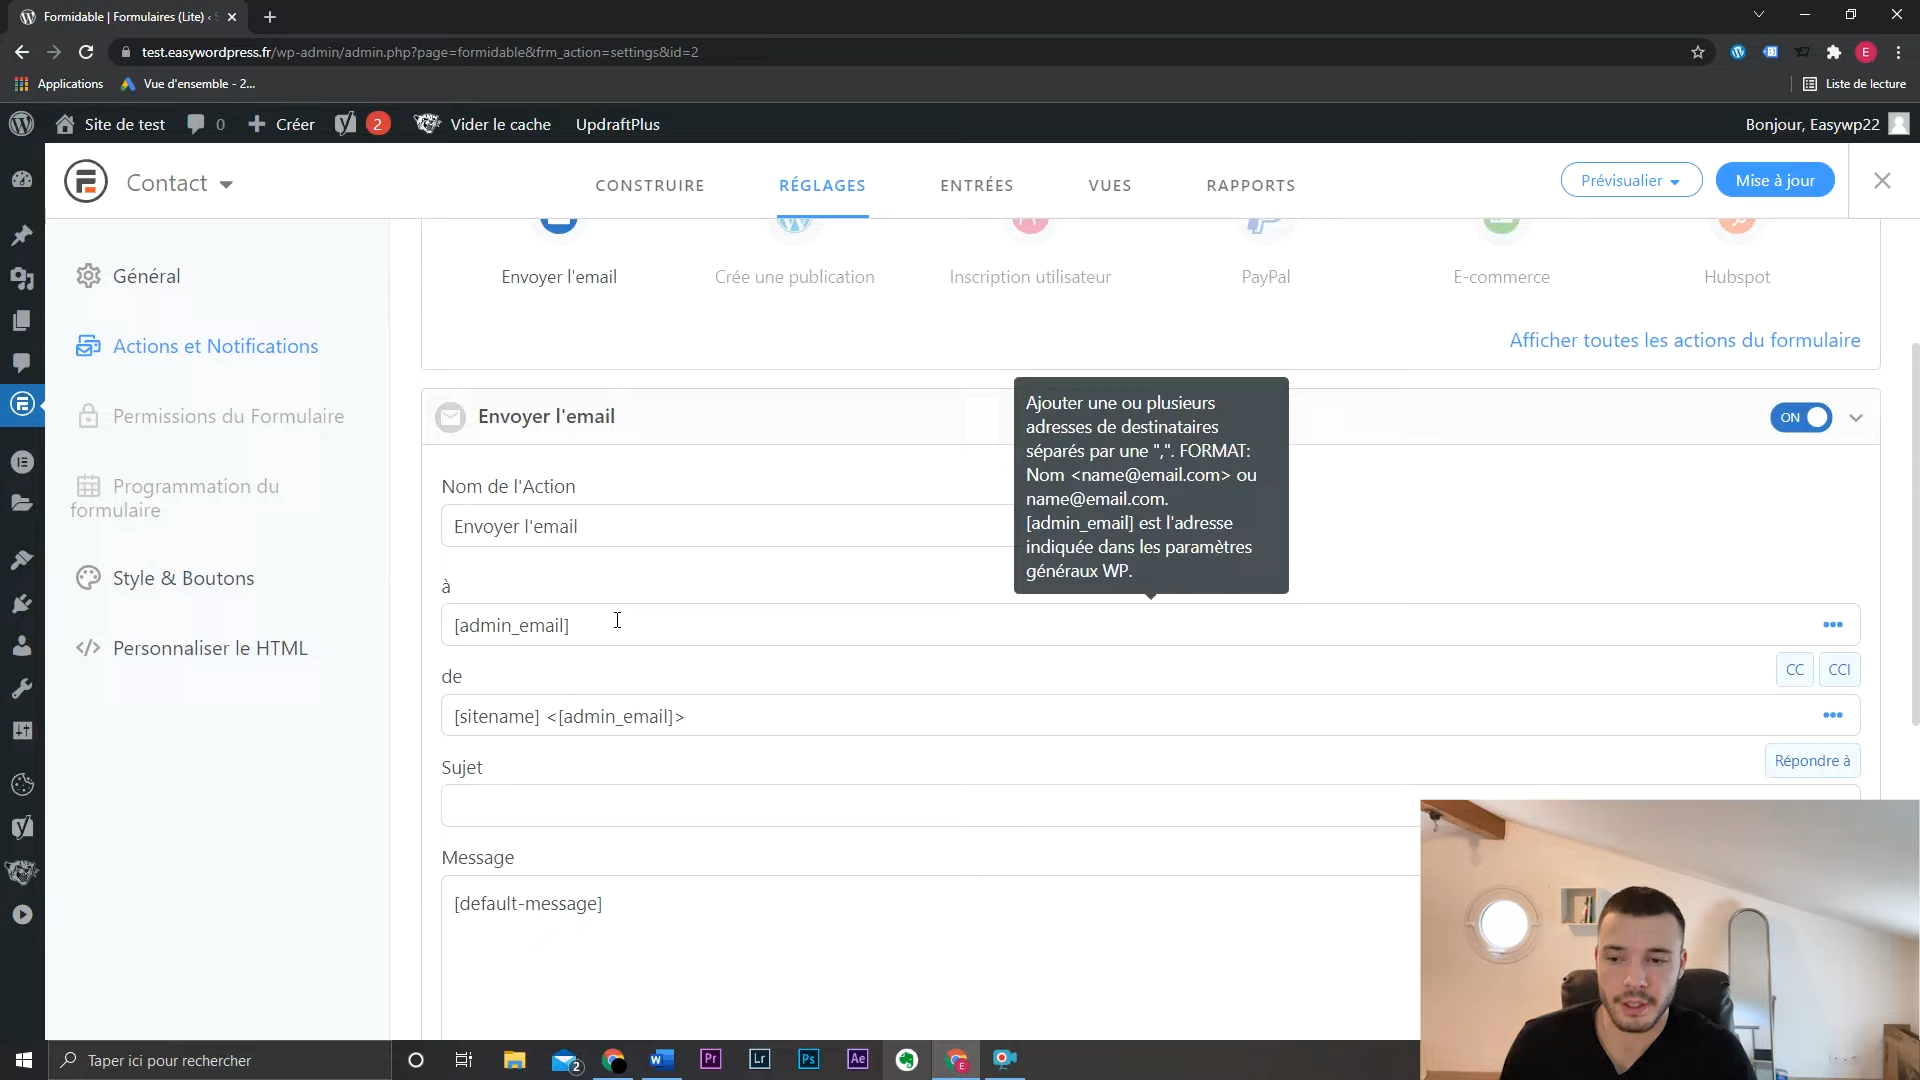 Formidable | Formulaires (Lite) ‹
test.easywordpress.fr/wp-admin/admin.php?page=formidable&frm_action=settings&id=2
E
Applications
Vue d'ensemble - 2...
Liste de lecture
Site de test
0
Créer
2
Vider le cache
UpdraftPlus
Bonjour, Easywp22
Contact
CONSTRUIRE
RÉGLAGES
ENTRÉES
VUES
RAPPORTS
Prévisualier
Mise à jour
Général
Actions et Notifications
Permissions du Formulaire
Programmation du
formulaire
Style & Boutons
Personnaliser le HTML
Envoyer l'email
Crée une publication
Inscription utilisateur
PayPal
E-commerce
Hubspot
Afficher toutes les actions du formulaire
Envoyer l'email
ON
Ajouter une ou plusieurs
adresses de destinataires
séparés par une ",". FORMAT:
Nom <name@email.com> ou
name@email.com.
[admin_email] est l'adresse
indiquée dans les paramètres
généraux WP.
Nom de l'Action
Envoyer l'email
à
[admin_email]
CC
CCI
de
[sitename] <[admin_email]>
Répondre à
Sujet
Message
[default-message]
Taper ici pour rechercher
2
W
Pr
Lr
Ps
Ae
E